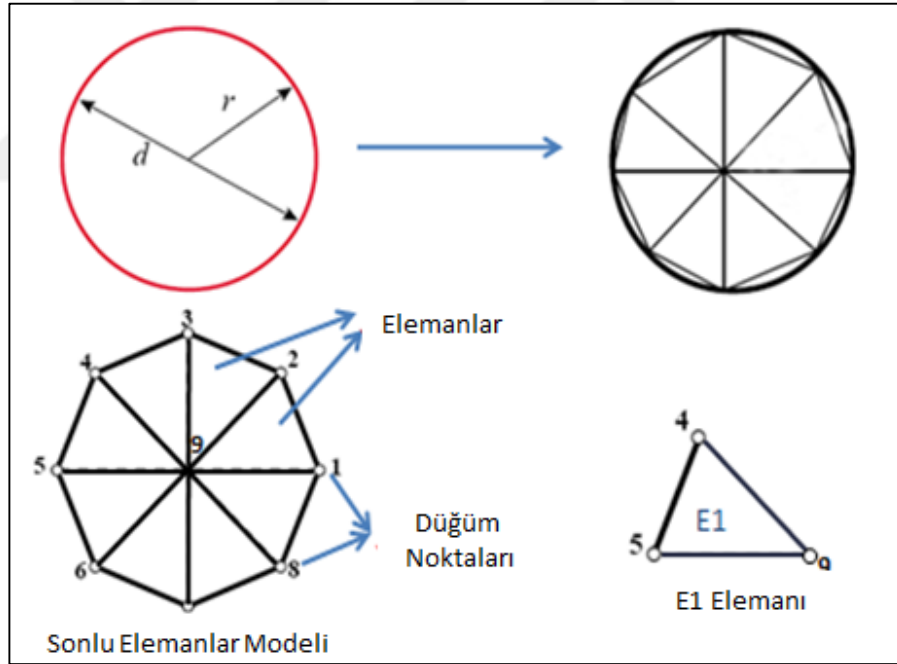 r
d
Elemanlar
3
4
2
9
5
1
6
8
Düğüm
Noktaları
Sonlu Elemanlar Modeli
4
E1
5
9
E1 Elemanı